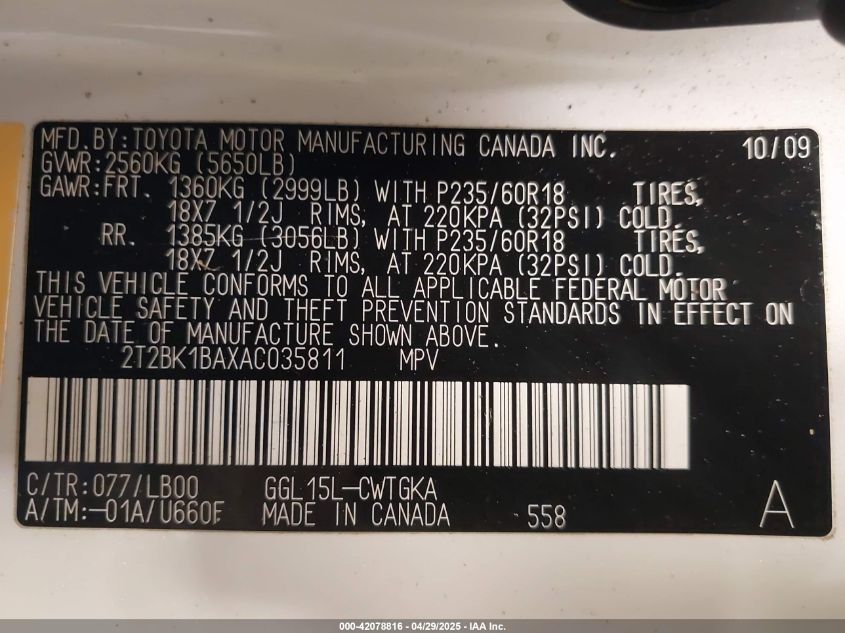 MFD. BY: TOYOTA MOTOR MANUFACTURING CANADA INC. 10/09
GVWR: 2560KG (5650LB)
GAWR: FRT. 1360KG (2999LB) WITH P235/60R18 TIRES,
18X7 1/2J RIMS, AT 220KPA (32PSI) COLD.
RR. 1385KG (3056LB) WITH P235/60R18 TIRES,
18X7 1/2J RIMS, AT 220KPA (32PSI) COLD.
THIS VEHICLE CONFORMS TO ALL APPLICABLE FEDERAL MOTOR
VEHICLE SAFETY AND THEFT PREVENTION STANDARDS IN EFFECT ON
THE DATE OF MANUFACTURE SHOWN ABOVE.
2T2BK1BAXAC035811 MPV
C/TR: 077/LB00 GGL15L-CWTGKA
A/TM: -01A/U660F MADE IN CANADA 558 A
000-42078816 - 04/29/2025 - IAA Inc.